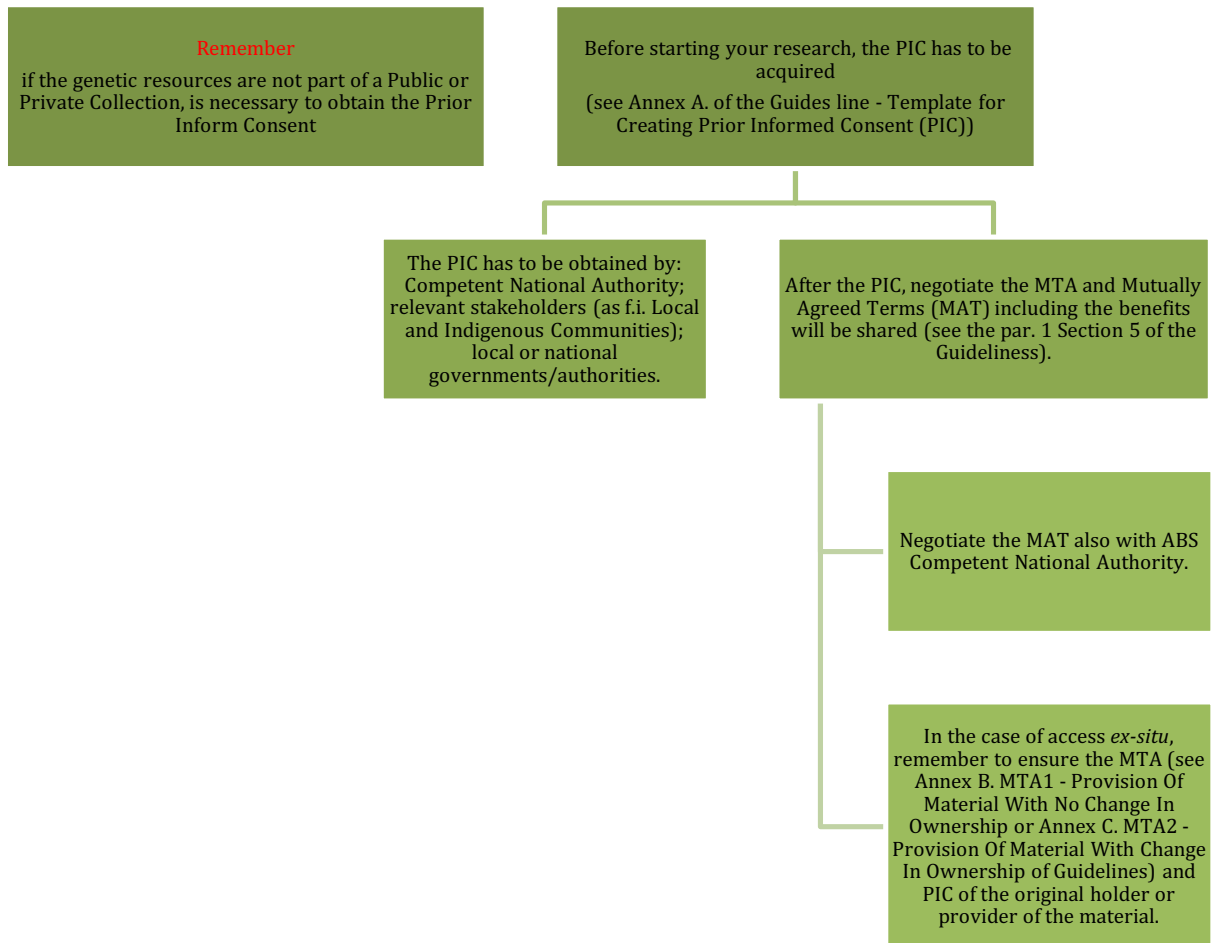 Remember
if the genetic resources are not part of a Public or
Private Collection, is necessary to obtain the Prior
Inform Consent
Before starting your research, the PIC has to be
acquired
(see Annex A. of the Guides line - Template for
Creating Prior Informed Consent (PIC))
The PIC has to be obtained by:
Competent National Authority;
relevant stakeholders (as f.i. Local
and Indigenous Communities);
local or national
governments/authorities.
After the PIC, negotiate the MTA and Mutually
Agreed Terms (MAT) including the benefits
will be shared (see the par. 1 Section 5 of the
Guideliness).
Negotiate the MAT also with ABS
Competent National Authority.
In the case of access ex-situ,
remember to ensure the MTA (see
Annex B. MTA1 - Provision Of
Material With No Change In
Ownership or Annex C. MTA2 -
Provision Of Material With Change
In Ownership of Guidelines) and
PIC of the original holder or
provider of the material.